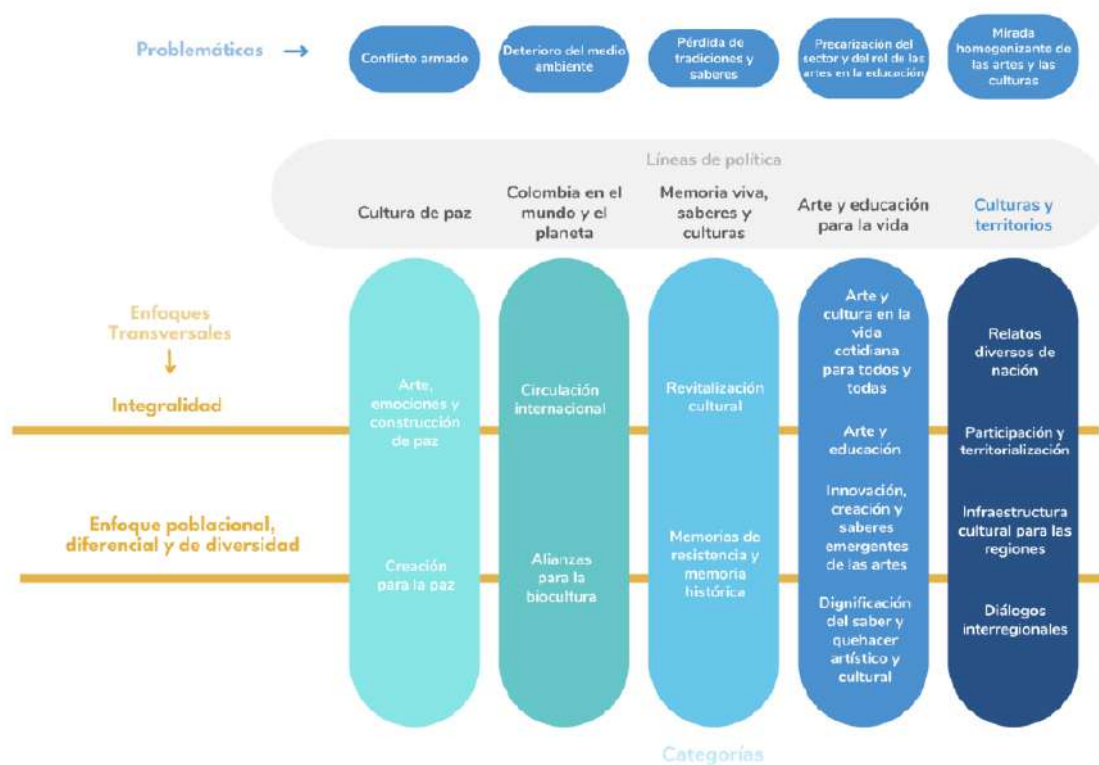 Problemáticas →
Conflicto armado
Deterioro del medio
ambiente
Pérdida de
tradiciones y
saberes
Precarización del
sector y del rol de las
artes en la educación
Mirada
homogenizante de
las artes y las
culturas
Líneas de política
Cultura de paz
Colombia en el
mundo y el
planeta
Memoria viva,
saberes y
culturas
Arte y educación
para la vida
Culturas y
territorios
Enfoques
Transversales
↓
Integralidad
Enfoque poblacional,
diferencial y de diversidad
Arte,
emociones y
construcción
de paz
Creación
para la paz
Circulación
internacional
Alianzas
para la
biocultura
Revitalización
cultural
Memorias de
resistencia y
memoria
histórica
Arte y
cultura en la
vida
cotidiana
para todos y
todas
Arte y
educación
Innovación,
creación y
saberes
emergentes
de las artes
Dignificación
del saber y
quehacer
artístico y
cultural
Relatos
diversos de
nación
Participación y
territorialización
Infraestructura
cultural para las
regiones
Diálogos
interregionales
Categorías